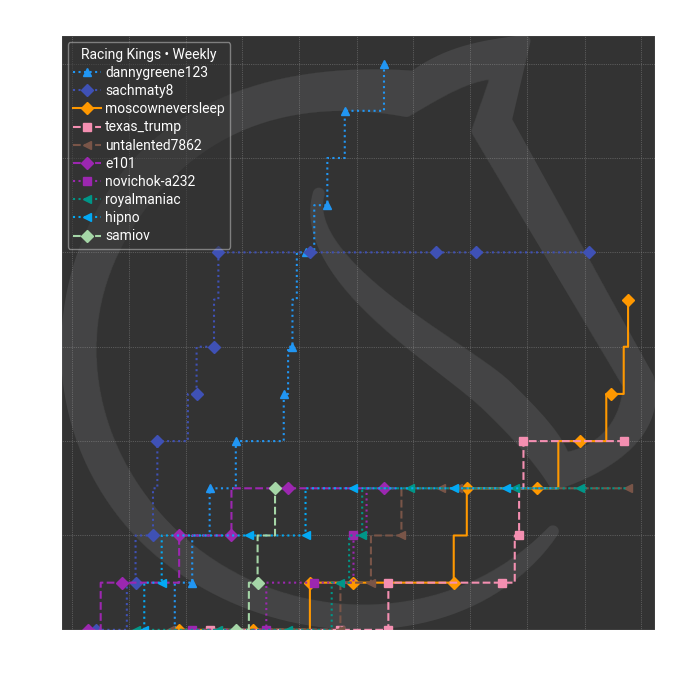 Racing Kings • Weekly
dannygreene123
sachmaty8
moscowneversleep
texas_trump
untalented7862
e101
novichok-a232
royalmaniac
hipno
samiov